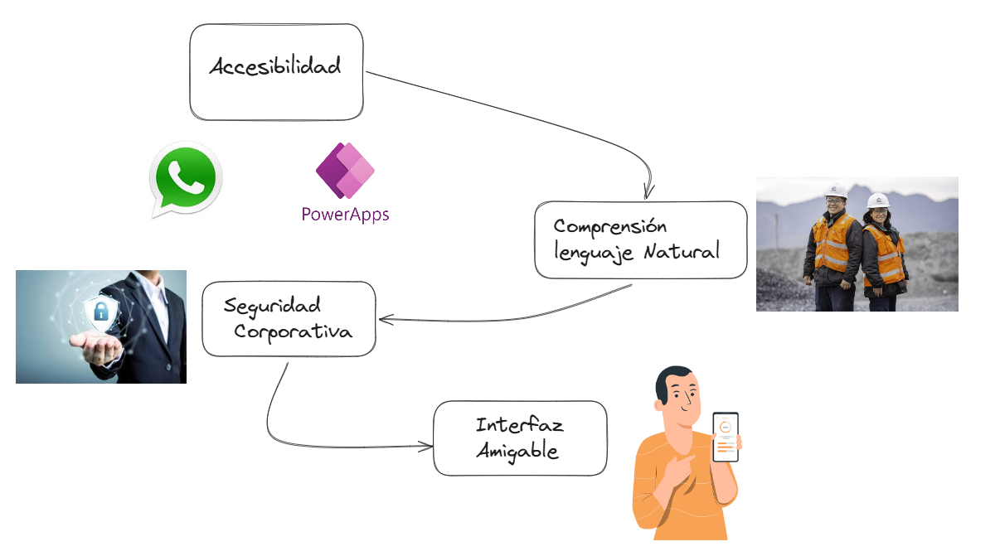 Accesibilidad
PowerApps
Comprensión
lenguaje Natural
Seguridad
Corporativa
Interfaz
Amigable